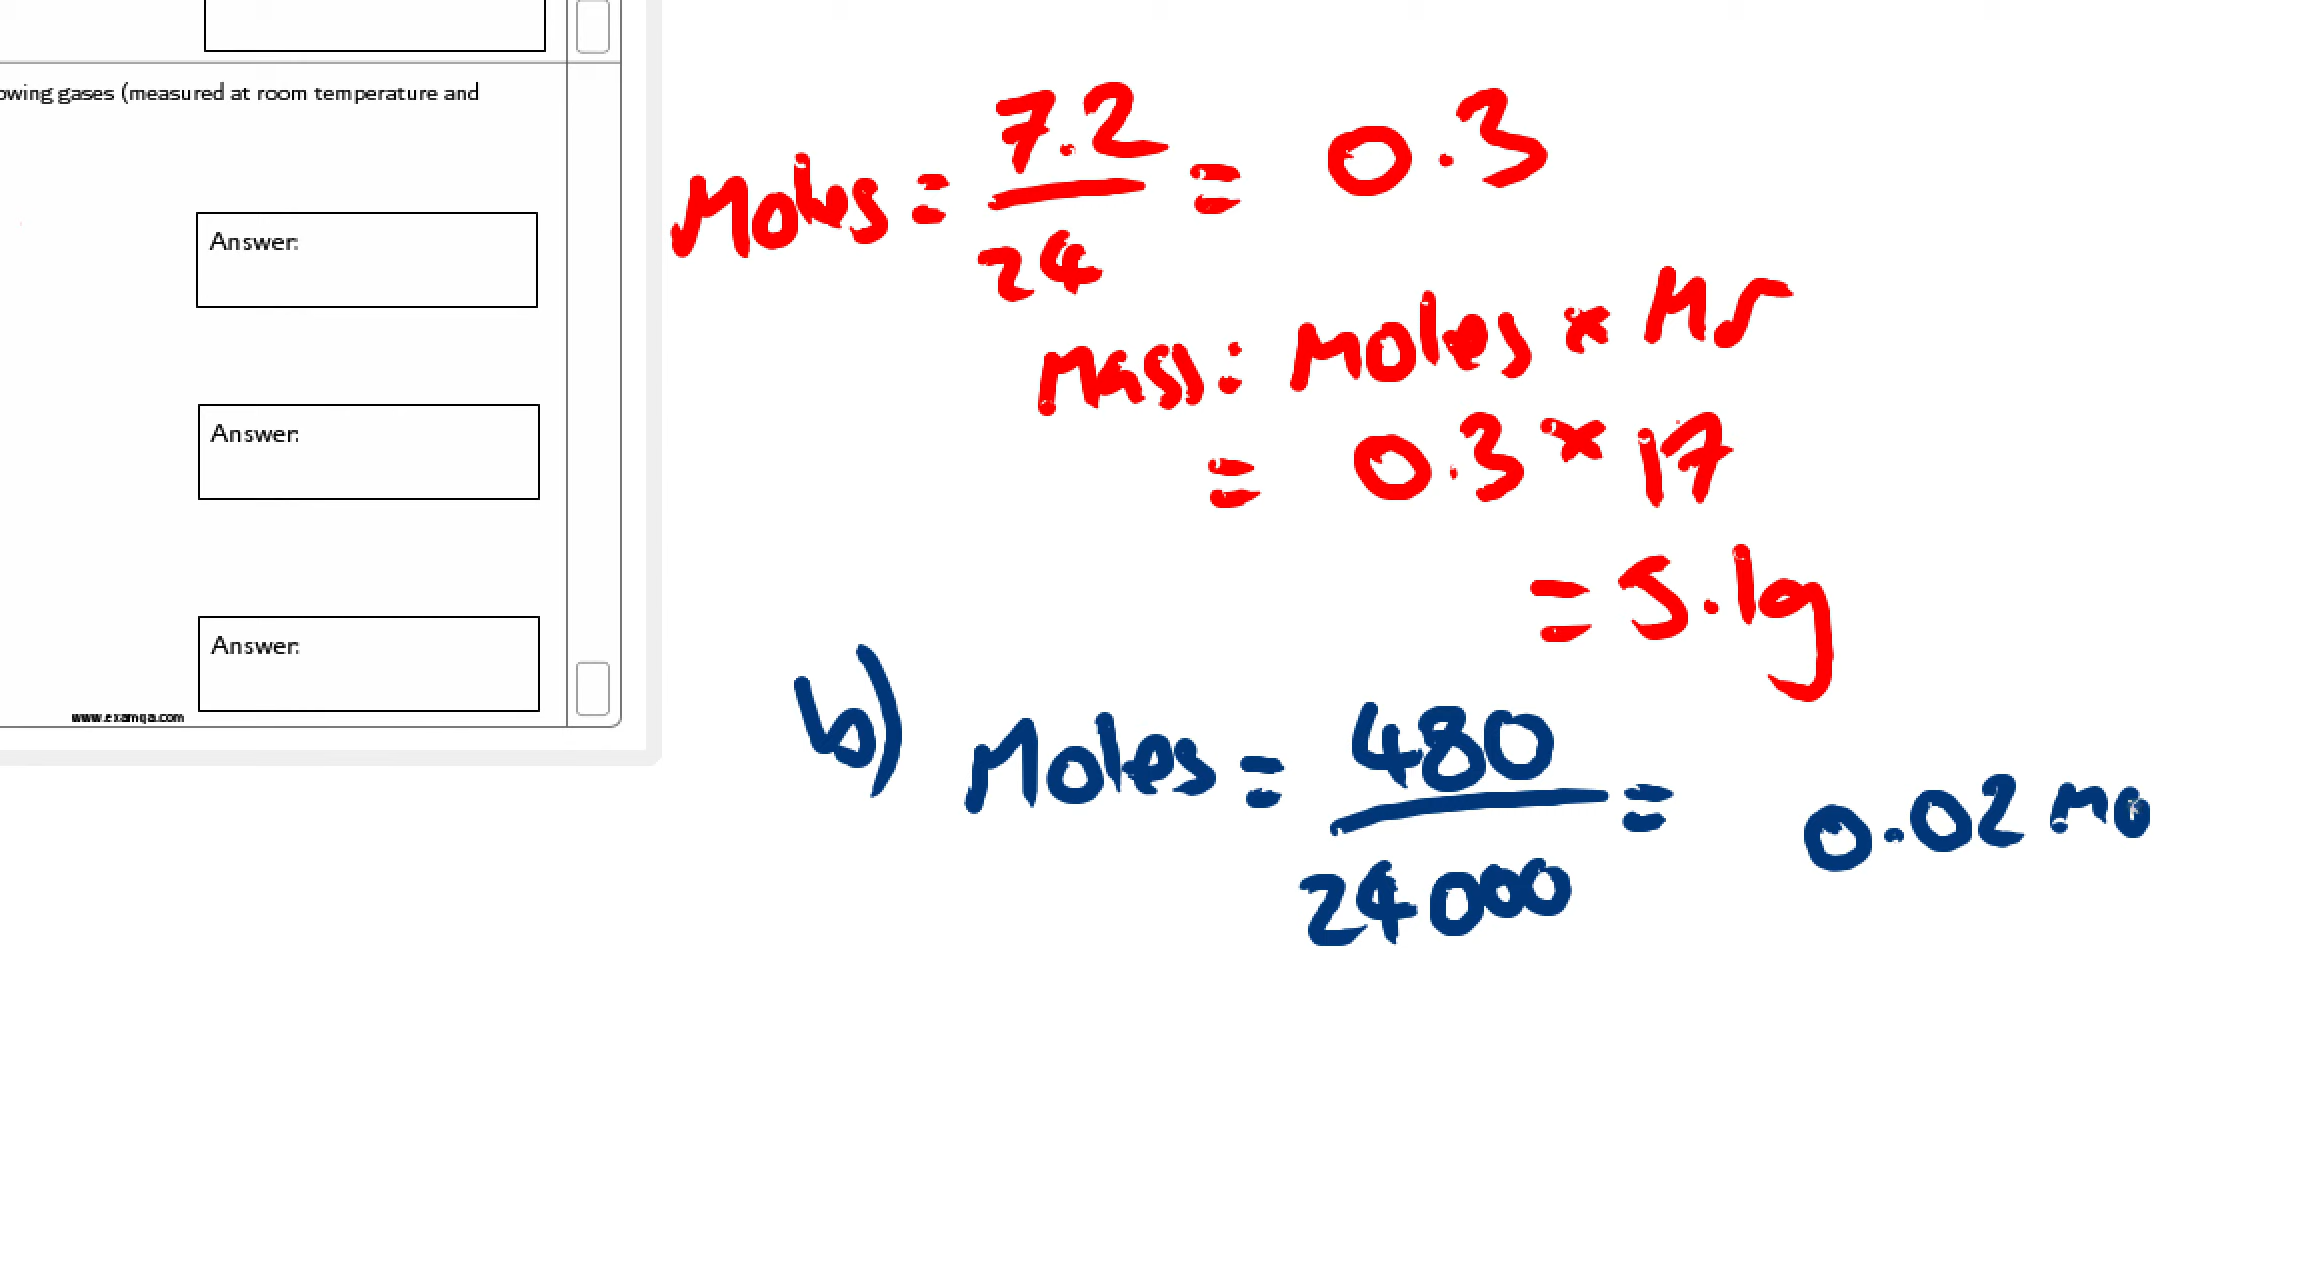 owing gases (measured at room temperature and
Answer:
Answer:
Answer:
www.examqa.com
Moles = 7.2 / 24 = 0.3
Mass = Moles × Mr
= 0.3 × 17
= 5.1g
b) Moles = 480 / 24000 = 0.02 mo